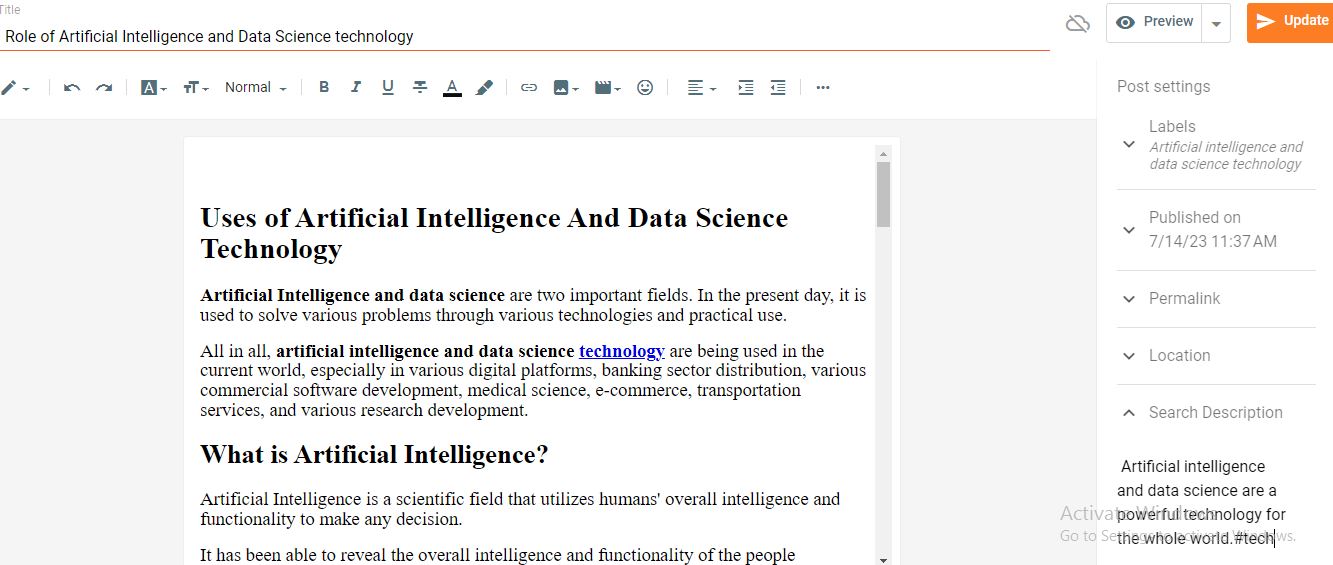 Title
Role of Artificial Intelligence and Data Science technology
Preview
Update
Normal
B
I
U
A
Uses of Artificial Intelligence And Data Science
Technology
Artificial Intelligence and data science are two important fields. In the present day, it is
used to solve various problems through various technologies and practical use.
All in all, artificial intelligence and data science technology are being used in the
current world, especially in various digital platforms, banking sector distribution, various
commercial software development, medical science, e-commerce, transportation
services, and various research development.
What is Artificial Intelligence?
Artificial Intelligence is a scientific field that utilizes humans' overall intelligence and
functionality to make any decision.
It has been able to reveal the overall intelligence and functionality of the people
Post settings
Labels
Artificial intelligence and
data science technology
Published on
7/14/23 11:37 AM
Permalink
Location
Search Description
Artificial intelligence
and data science are a
powerful technology for
the whole world.#tech
Activate Windows
Go to Settings to activate Windows.